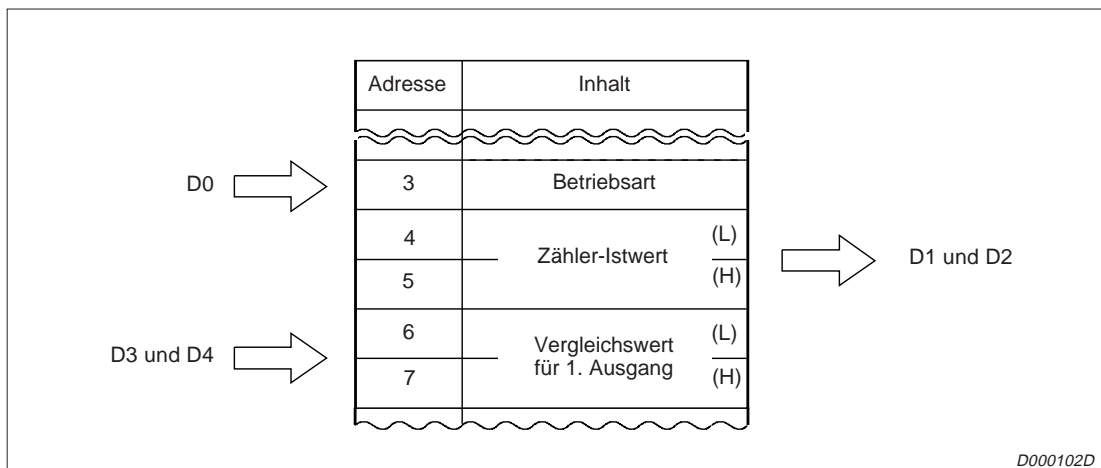 Adresse Inhalt
D0 3 Betriebsart
4 (L)
Zähler-Istwert D1 und D2
5 (H)
6 (L)
D3 und D4 Vergleichswert
für 1. Ausgang
7 (H)
D000102D